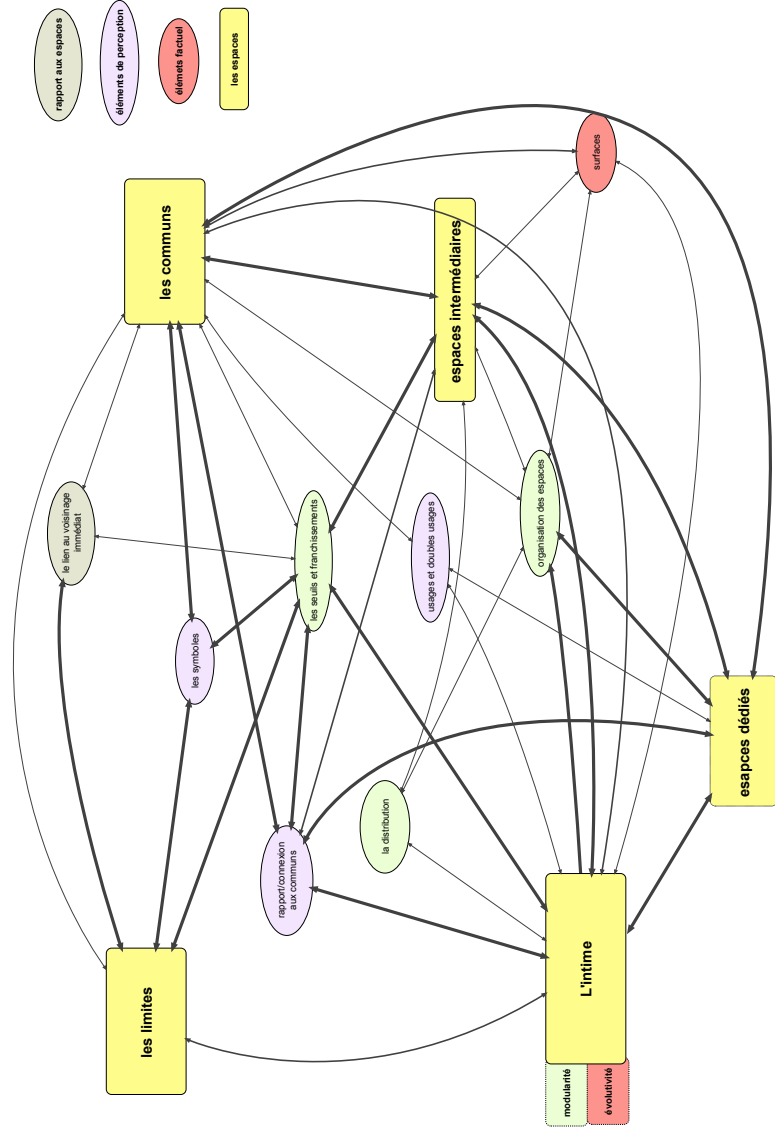 rapport aux espaces
éléments de perception
élémets factuel
les espaces
les communs
surfaces
espaces intermédiaires
le lien au voisinage
immédiat
les seuils et franchissements
usages et doubles usages
organisation des espaces
les symboles
esapces dédiés
la distribution
rapport/connexion
aux communs
L'intime
les limites
modularité
évolutivité